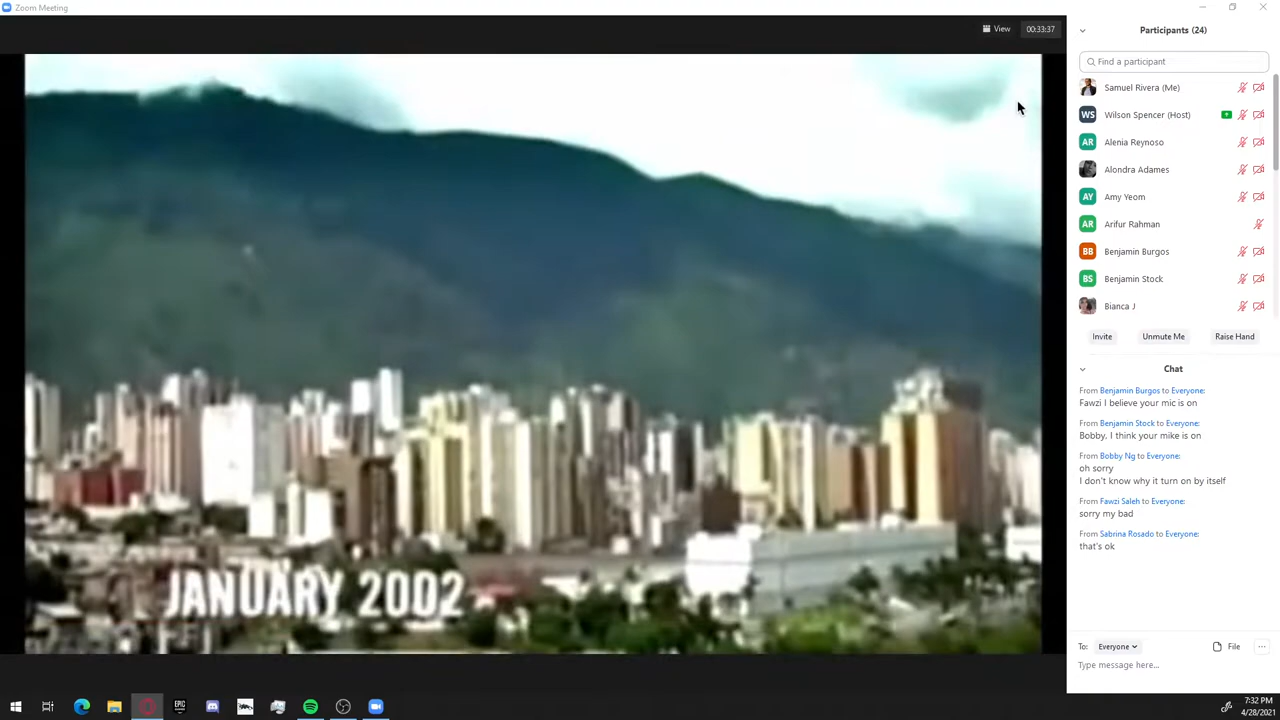 Zoom Meeting
View
00:33:37
JANUARY 2002
Participants (24)
Find a participant
Samuel Rivera (Me)
WS
Wilson Spencer (Host)
AR
Alenia Reynoso
Alondra Adames
AY
Amy Yeom
AR
Arifur Rahman
BB
Benjamin Burgos
BS
Benjamin Stock
Bianca J
Invite
Unmute Me
Raise Hand
Chat
From Benjamin Burgos to Everyone:
Fawzi I believe your mic is on
From Benjamin Stock to Everyone:
Bobby, I think your mike is on
From Bobby Ng to Everyone:
oh sorry
I don't know why it turn on by itself
From Fawzi Saleh to Everyone:
sorry my bad
From Sabrina Rosado to Everyone:
that's ok
To: Everyone
File
Type message here...
EPIC
7:32 PM
4/28/2021